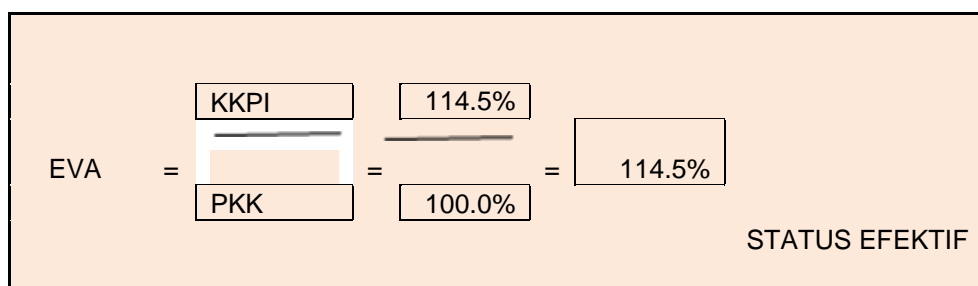 KKPI 114.5%
EVA = = = 114.5%
PKK 100.0%
STATUS EFEKTIF